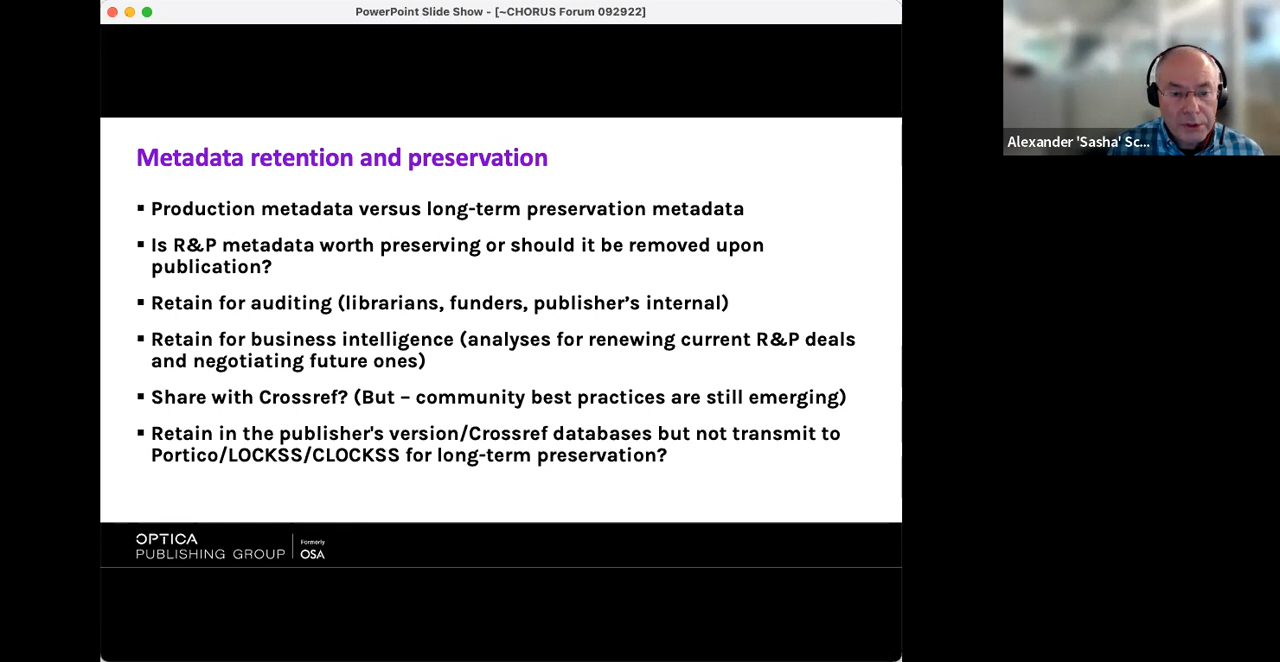 PowerPoint Slide Show - [~CHORUS Forum 092922]
Alexander 'Sasha' Sc...
Metadata retention and preservation
▪ Production metadata versus long-term preservation metadata
▪ Is R&P metadata worth preserving or should it be removed upon
publication?
▪ Retain for auditing (librarians, funders, publisher’s internal)
▪ Retain for business intelligence (analyses for renewing current R&P deals
and negotiating future ones)
▪ Share with Crossref? (But – community best practices are still emerging)
▪ Retain in the publisher's version/Crossref databases but not transmit to
Portico/LOCKSS/CLOCKSS for long-term preservation?
OPTICA
PUBLISHING GROUP
Formerly
OSA